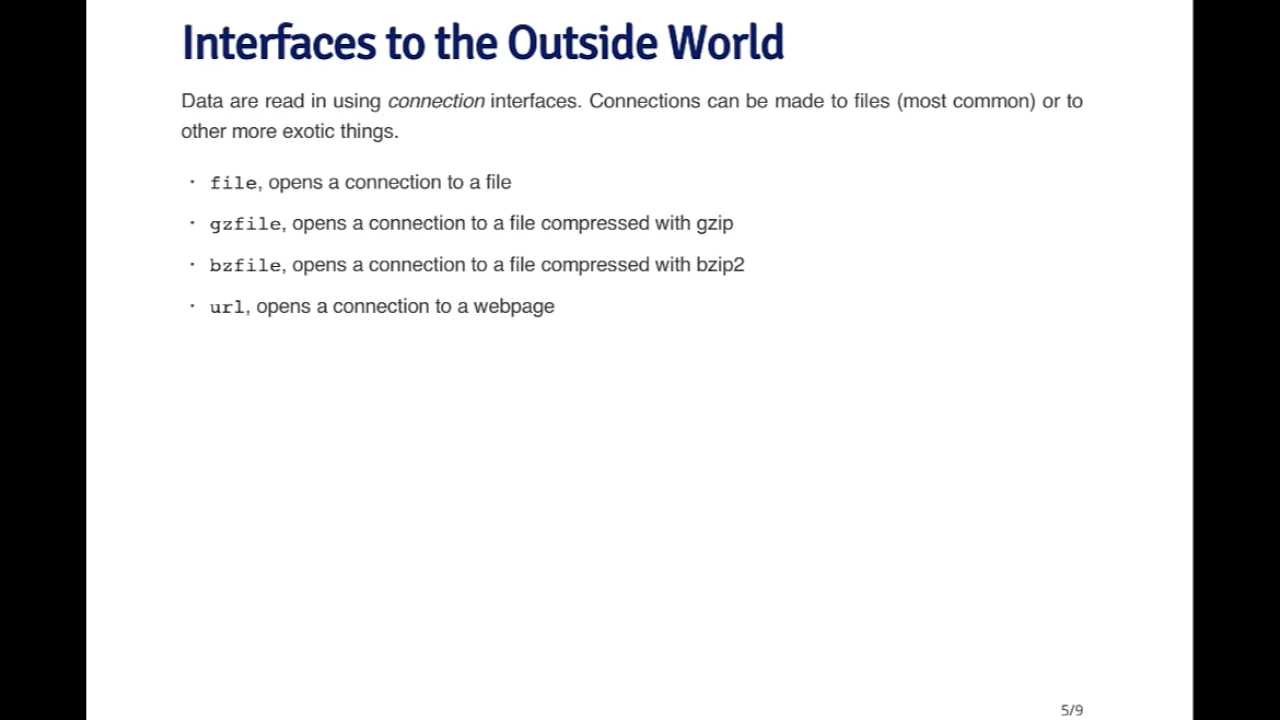 Interfaces to the Outside World
Data are read in using connection interfaces. Connections can be made to files (most common) or to
other more exotic things.
· file, opens a connection to a file
· gzfile, opens a connection to a file compressed with gzip
· bzfile, opens a connection to a file compressed with bzip2
· url, opens a connection to a webpage
5/9